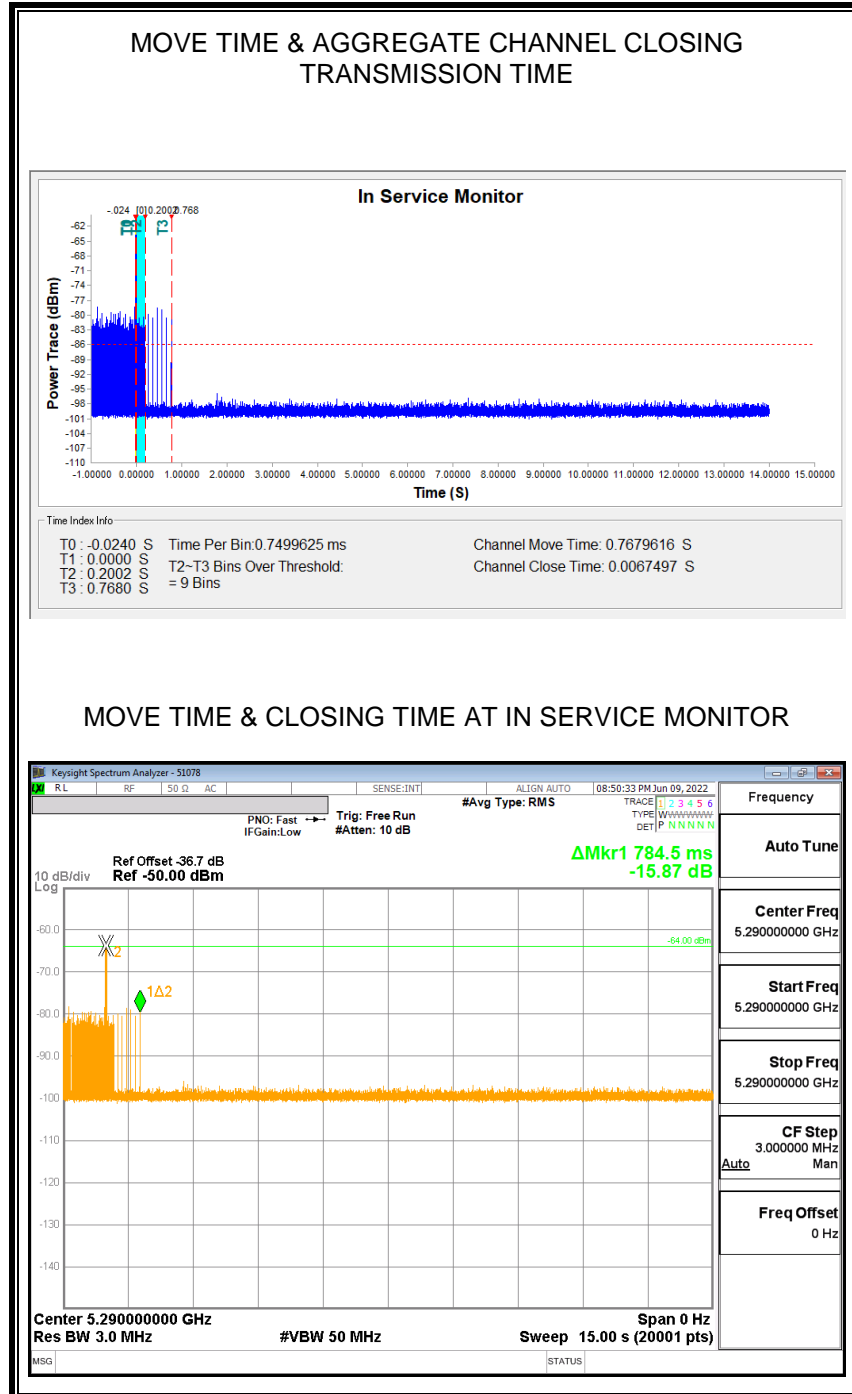 MOVE TIME & AGGREGATE CHANNEL CLOSING
TRANSMISSION TIME
In Service Monitor
-.024 [0] 0.2002 0.768
T0 T2 T3
Power Trace (dBm)
-62
-65
-68
-71
-74
-77
-80
-83
-86
-89
-92
-95
-98
-101
-104
-107
-110
-1.00000 0.00000 1.00000 2.00000 3.00000 4.00000 5.00000 6.00000 7.00000 8.00000 9.00000 10.00000 11.00000 12.00000 13.00000 14.00000 15.00000
Time (S)
Time Index Info
T0 : -0.0240 S
T1 : 0.0000 S
T2 : 0.2002 S
T3 : 0.7680 S
Time Per Bin:0.7499625 ms
T2~T3 Bins Over Threshold:
= 9 Bins
Channel Move Time: 0.7679616 S
Channel Close Time: 0.0067497 S
MOVE TIME & CLOSING TIME AT IN SERVICE MONITOR
Keysight Spectrum Analyzer - 51078
LXI RL RF 50 Ω AC SENSE:INT ALIGN AUTO 08:50:33 PM Jun 09, 2022
PNO: Fast
IFGain:Low
Trig: Free Run
#Atten: 10 dB
#Avg Type: RMS
TRACE 1 2 3 4 5 6
TYPE WWWWWW
DET P N N N N N
ΔMkr1 784.5 ms
-15.87 dB
Ref Offset -36.7 dB
10 dB/div Ref -50.00 dBm
Log
-60.0
-70.0
-80.0
-90.0
-100
-110
-120
-130
-140
-64.00 dBm
2
1Δ2
Center 5.290000000 GHz
Span 0 Hz
Res BW 3.0 MHz
#VBW 50 MHz
Sweep 15.00 s (20001 pts)
MSG
STATUS
Frequency
Auto Tune
Center Freq
5.290000000 GHz
Start Freq
5.290000000 GHz
Stop Freq
5.290000000 GHz
CF Step
3.000000 MHz
Auto Man
Freq Offset
0 Hz